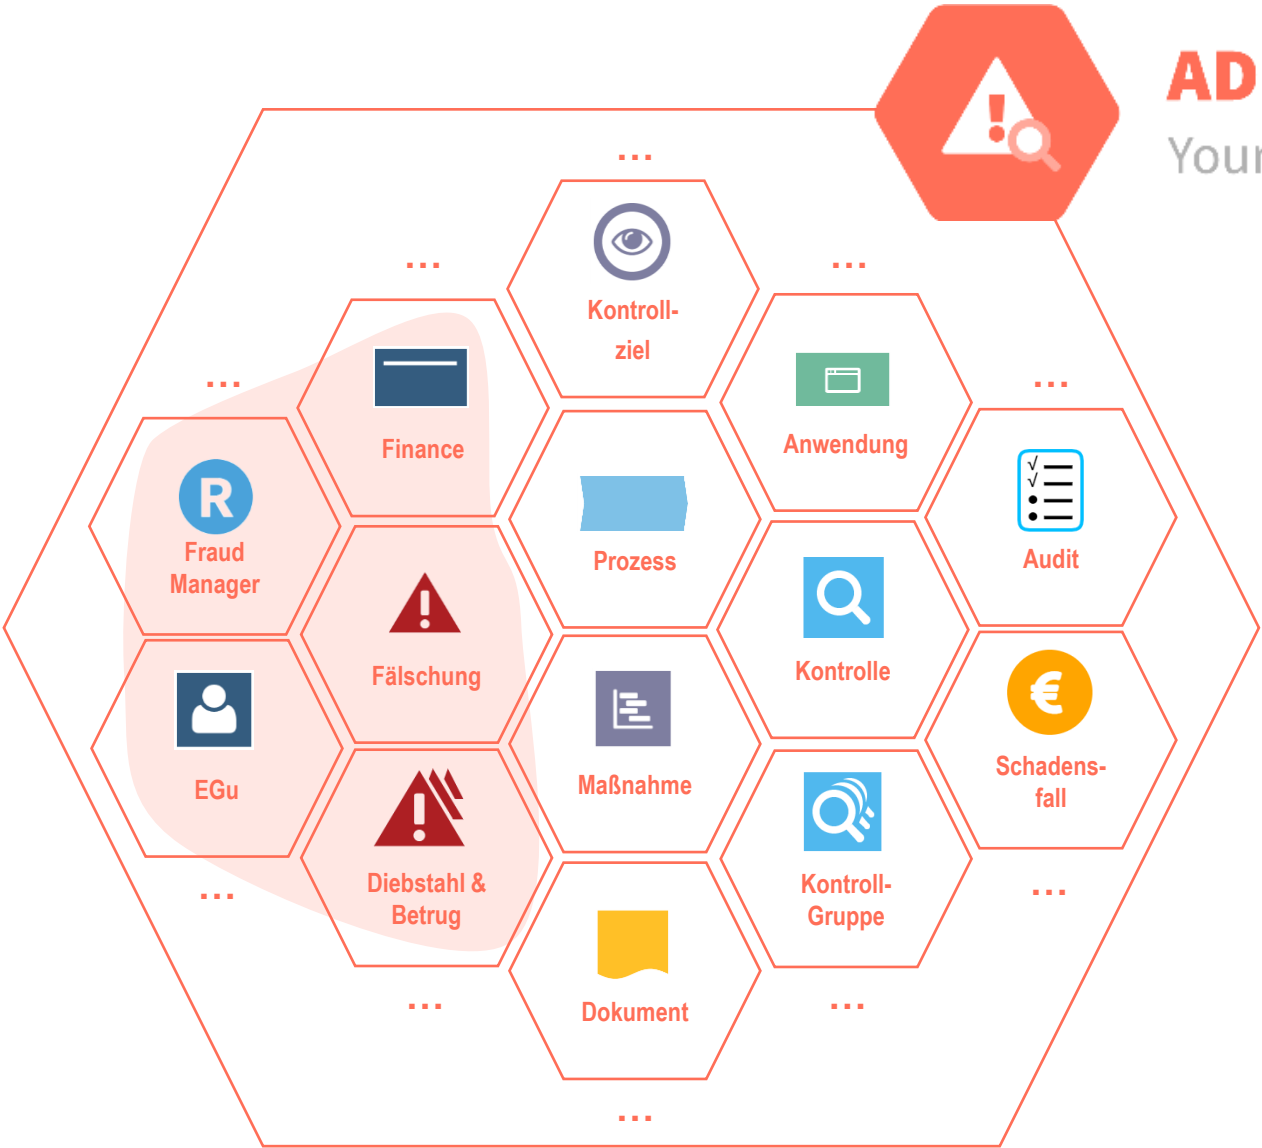 AD
Your
...
Kontroll-
ziel
...
Finance
...
Anwendung
...
R
Fraud
Manager
Prozess
...
√
√
Audit
Fälschung
Kontrolle
EGu
Maßnahme
€
Schadens-
fall
Diebstahl &
Betrug
Kontroll-
Gruppe
...
...
Dokument
...
...
...